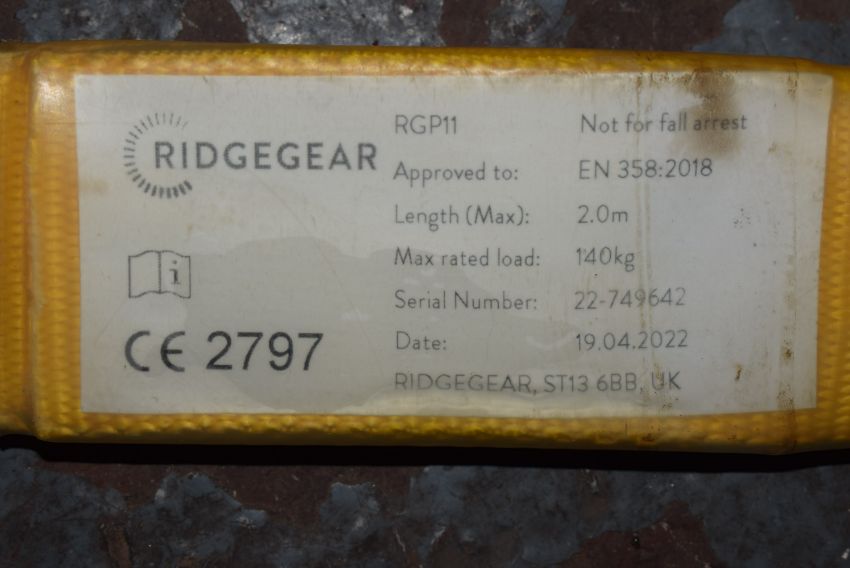 RIDGEGEAR
i
CE 2797
RGP11 Not for fall arrest
Approved to: EN 358:2018
Length (Max): 2.0m
Max rated load: 140kg
Serial Number: 22-749642
Date: 19.04.2022
RIDGEGEAR, ST13 6BB, UK